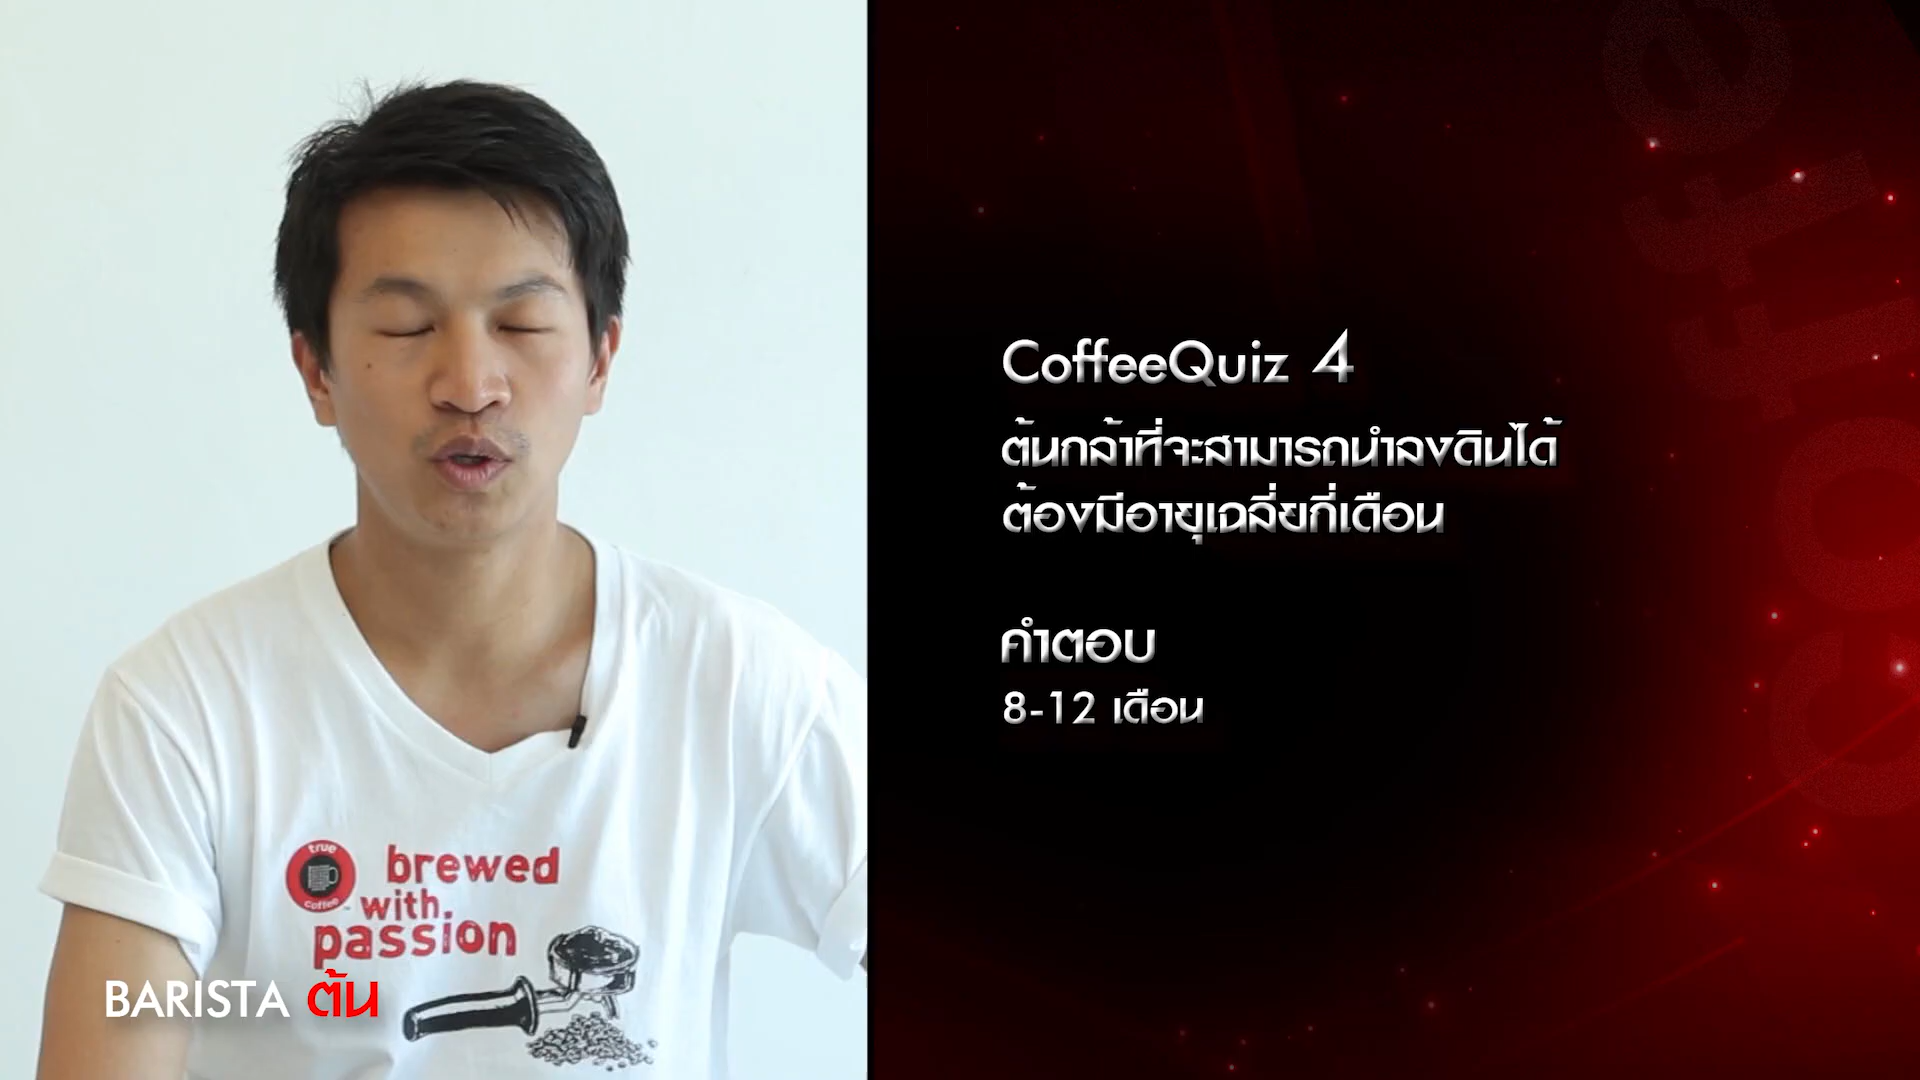 CoffeeQuiz 4
ต้นกล้าที่จะสามารถนำลงดินได้
ต้องมีอายุเฉลี่ยกี่เดือน
คำตอบ
8-12 เดือน
true
coffee
brewed
with
passion
BARISTA ต้น
coffee